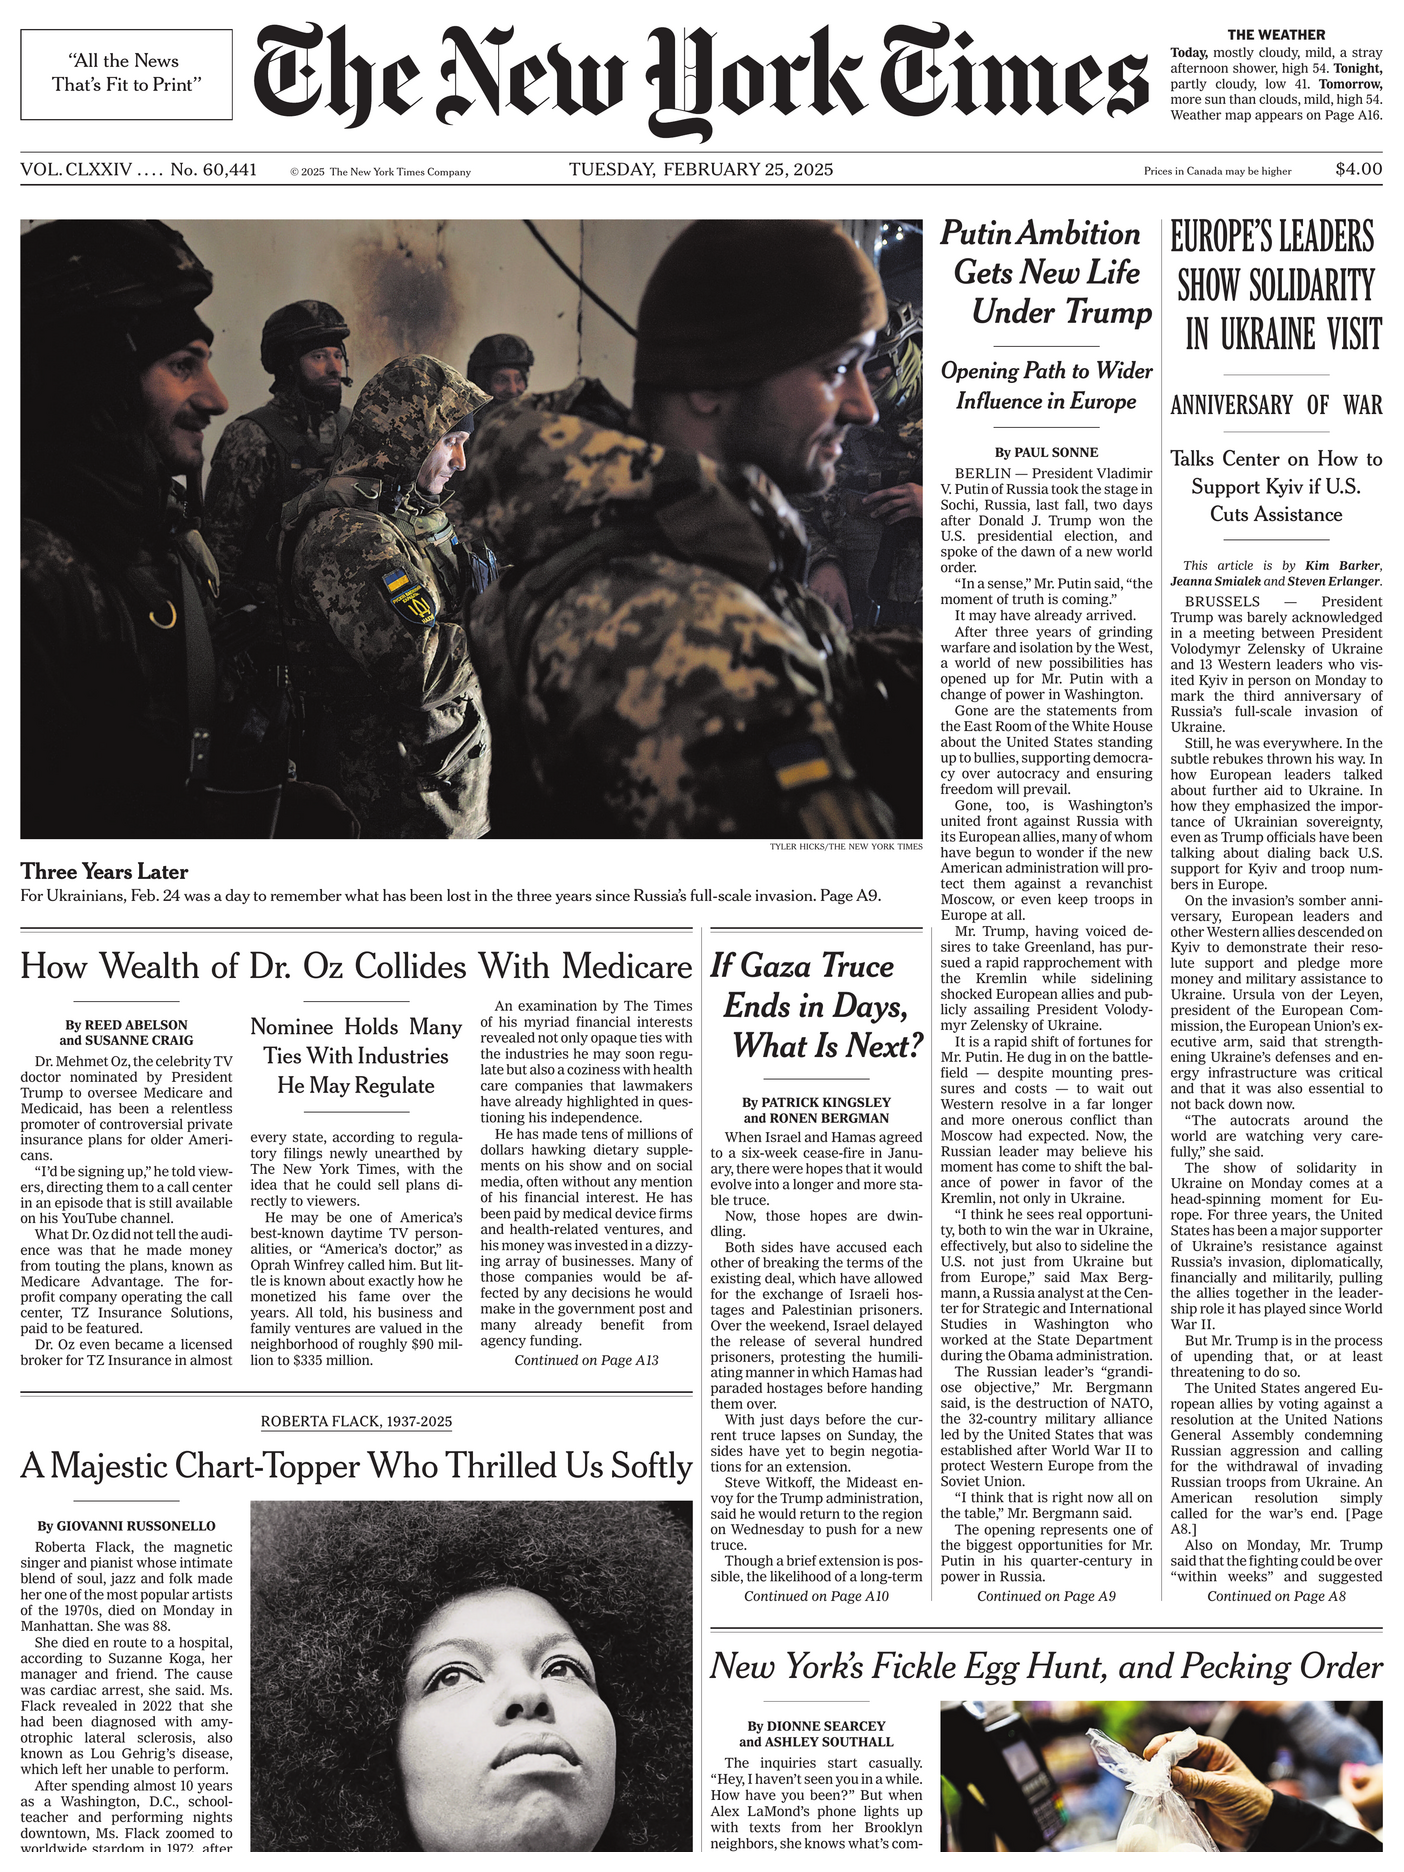 “All the News
That’s Fit to Print”
The New York Times
THE WEATHER
Today, mostly cloudy, mild, a stray
afternoon shower, high 54. Tonight,
partly cloudy, low 41. Tomorrow,
more sun than clouds, mild, high 54.
Weather map appears on Page A16.
VOL. CLXXIV .... No. 60,441
© 2025 The New York Times Company
TUESDAY, FEBRUARY 25, 2025
Prices in Canada may be higher
$4.00
TYLER HICKS/THE NEW YORK TIMES
Three Years Later
For Ukrainians, Feb. 24 was a day to remember what has been lost in the three years since Russia’s full-scale invasion. Page A9.
Putin Ambition
Gets New Life
Under Trump
Opening Path to Wider
Influence in Europe
By PAUL SONNE
BERLIN — President Vladimir
V. Putin of Russia took the stage in
Sochi, Russia, last fall, two days
after Donald J. Trump won the
U.S. presidential election, and
spoke of the dawn of a new world
order.
“In a sense,” Mr. Putin said, “the
moment of truth is coming.”
It may have already arrived.
After three years of grinding
warfare and isolation by the West,
a world of new possibilities has
opened up for Mr. Putin with a
change of power in Washington.
Gone are the statements from
the East Room of the White House
about the United States standing
up to bullies, supporting democra-
cy over autocracy and ensuring
freedom will prevail.
Gone, too, is Washington’s
united front against Russia with
its European allies, many of whom
have begun to wonder if the new
American administration will pro-
tect them against a revanchist
Moscow, or even keep troops in
Europe at all.
Mr. Trump, having voiced de-
sires to take Greenland, has pur-
sued a rapid rapprochement with
the Kremlin while sidelining
shocked European allies and pub-
licly assailing President Volody-
myr Zelensky of Ukraine.
It is a rapid shift of fortunes for
Mr. Putin. He dug in on the battle-
field — despite mounting pres-
sures and costs — to wait out
Western resolve in a far longer
and more onerous conflict than
Moscow had expected. Now, the
Russian leader may believe his
moment has come to shift the bal-
ance of power in favor of the
Kremlin, not only in Ukraine.
“I think he sees real opportuni-
ty, both to win the war in Ukraine,
effectively, but also to sideline the
U.S. not just from Ukraine but
from Europe,” said Max Berg-
mann, a Russia analyst at the Cen-
ter for Strategic and International
Studies in Washington who
worked at the State Department
during the Obama administration.
The Russian leader’s “grandi-
ose objective,” Mr. Bergmann
said, is the destruction of NATO,
the 32-country military alliance
led by the United States that was
established after World War II to
protect Western Europe from the
Soviet Union.
“I think that is right now all on
the table,” Mr. Bergmann said.
The opening represents one of
the biggest opportunities for Mr.
Putin in his quarter-century in
power in Russia.
Continued on Page A9
EUROPE’S LEADERS
SHOW SOLIDARITY
IN UKRAINE VISIT
ANNIVERSARY OF WAR
Talks Center on How to
Support Kyiv if U.S.
Cuts Assistance
This article is by Kim Barker,
Jeanna Smialek and Steven Erlanger.
BRUSSELS — President
Trump was barely acknowledged
in a meeting between President
Volodymyr Zelensky of Ukraine
and 13 Western leaders who vis-
ited Kyiv in person on Monday to
mark the third anniversary of
Russia’s full-scale invasion of
Ukraine.
Still, he was everywhere. In the
subtle rebukes thrown his way. In
how European leaders talked
about further aid to Ukraine. In
how they emphasized the impor-
tance of Ukrainian sovereignty,
even as Trump officials have been
talking about dialing back U.S.
support for Kyiv and troop num-
bers in Europe.
On the invasion’s somber anni-
versary, European leaders and
other Western allies descended on
Kyiv to demonstrate their reso-
lute support and pledge more
money and military assistance to
Ukraine. Ursula von der Leyen,
president of the European Com-
mission, the European Union’s ex-
ecutive arm, said that strength-
ening Ukraine’s defenses and en-
ergy infrastructure was critical
and that it was also essential to
not back down now.
“The autocrats around the
world are watching very care-
fully,” she said.
The show of solidarity in
Ukraine on Monday comes at a
head-spinning moment for Eu-
rope. For three years, the United
States has been a major supporter
of Ukraine’s resistance against
Russia’s invasion, diplomatically,
financially and militarily, pulling
the allies together in the leader-
ship role it has played since World
War II.
But Mr. Trump is in the process
of upending that, or at least
threatening to do so.
The United States angered Eu-
ropean allies by voting against a
resolution at the United Nations
General Assembly condemning
Russian aggression and calling
for the withdrawal of invading
Russian troops from Ukraine. An
American resolution simply
called for the war’s end. [Page
A8.]
Also on Monday, Mr. Trump
said that the fighting could be over
“within weeks” and suggested
Continued on Page A8
How Wealth of Dr. Oz Collides With Medicare
By REED ABELSON
and SUSANNE CRAIG
Dr. Mehmet Oz, the celebrity TV
doctor nominated by President
Trump to oversee Medicare and
Medicaid, has been a relentless
promoter of controversial private
insurance plans for older Ameri-
cans.
“I’d be signing up,” he told view-
ers, directing them to a call center
in an episode that is still available
on his YouTube channel.
What Dr. Oz did not tell the audi-
ence was that he made money
from touting the plans, known as
Medicare Advantage. The for-
profit company operating the call
center, TZ Insurance Solutions,
paid to be featured.
Dr. Oz even became a licensed
broker for TZ Insurance in almost
Nominee Holds Many
Ties With Industries
He May Regulate
every state, according to regula-
tory filings newly unearthed by
The New York Times, with the
idea that he could sell plans di-
rectly to viewers.
He may be one of America’s
best-known daytime TV person-
alities, or “America’s doctor,” as
Oprah Winfrey called him. But lit-
tle is known about exactly how he
monetized his fame over the
years. All told, his business and
family ventures are valued in the
neighborhood of roughly $90 mil-
lion to $335 million.
An examination by The Times
of his myriad financial interests
revealed not only opaque ties with
the industries he may soon regu-
late but also a coziness with health
care companies that lawmakers
have already highlighted in ques-
tioning his independence.
He has made tens of millions of
dollars hawking dietary supple-
ments on his show and on social
media, often without any mention
of his financial interest. He has
been paid by medical device firms
and health-related ventures, and
his money was invested in a dizzy-
ing array of businesses. Many of
those companies would be af-
fected by any decisions he would
make in the government post and
many already benefit from
agency funding.
Continued on Page A13
If Gaza Truce
Ends in Days,
What Is Next?
By PATRICK KINGSLEY
and RONEN BERGMAN
When Israel and Hamas agreed
to a six-week cease-fire in Janu-
ary, there were hopes that it would
evolve into a longer and more sta-
ble truce.
Now, those hopes are dwin-
dling.
Both sides have accused each
other of breaking the terms of the
existing deal, which have allowed
for the exchange of Israeli hos-
tages and Palestinian prisoners.
Over the weekend, Israel delayed
the release of several hundred
prisoners, protesting the humili-
ating manner in which Hamas had
paraded hostages before handing
them over.
With just days before the cur-
rent truce lapses on Sunday, the
sides have yet to begin negotia-
tions for an extension.
Steve Witkoff, the Mideast en-
voy for the Trump administration,
said he would return to the region
on Wednesday to push for a new
truce.
Though a brief extension is pos-
sible, the likelihood of a long-term
Continued on Page A10
ROBERTA FLACK, 1937-2025
A Majestic Chart-Topper Who Thrilled Us Softly
By GIOVANNI RUSSONELLO
Roberta Flack, the magnetic
singer and pianist whose intimate
blend of soul, jazz and folk made
her one of the most popular artists
of the 1970s, died on Monday in
Manhattan. She was 88.
She died en route to a hospital,
according to Suzanne Koga, her
manager and friend. The cause
was cardiac arrest, she said. Ms.
Flack revealed in 2022 that she
had been diagnosed with amy-
otrophic lateral sclerosis, also
known as Lou Gehrig’s disease,
which left her unable to perform.
After spending almost 10 years
as a Washington, D.C., school-
teacher and performing nights
downtown, Ms. Flack zoomed to
worldwide stardom in 1972, after
New York’s Fickle Egg Hunt, and Pecking Order
By DIONNE SEARCEY
and ASHLEY SOUTHALL
The inquiries start casually.
“Hey, I haven’t seen you in a while.
How have you been?” But when
Alex LaMond’s phone lights up
with texts from her Brooklyn
neighbors, she knows what’s com-